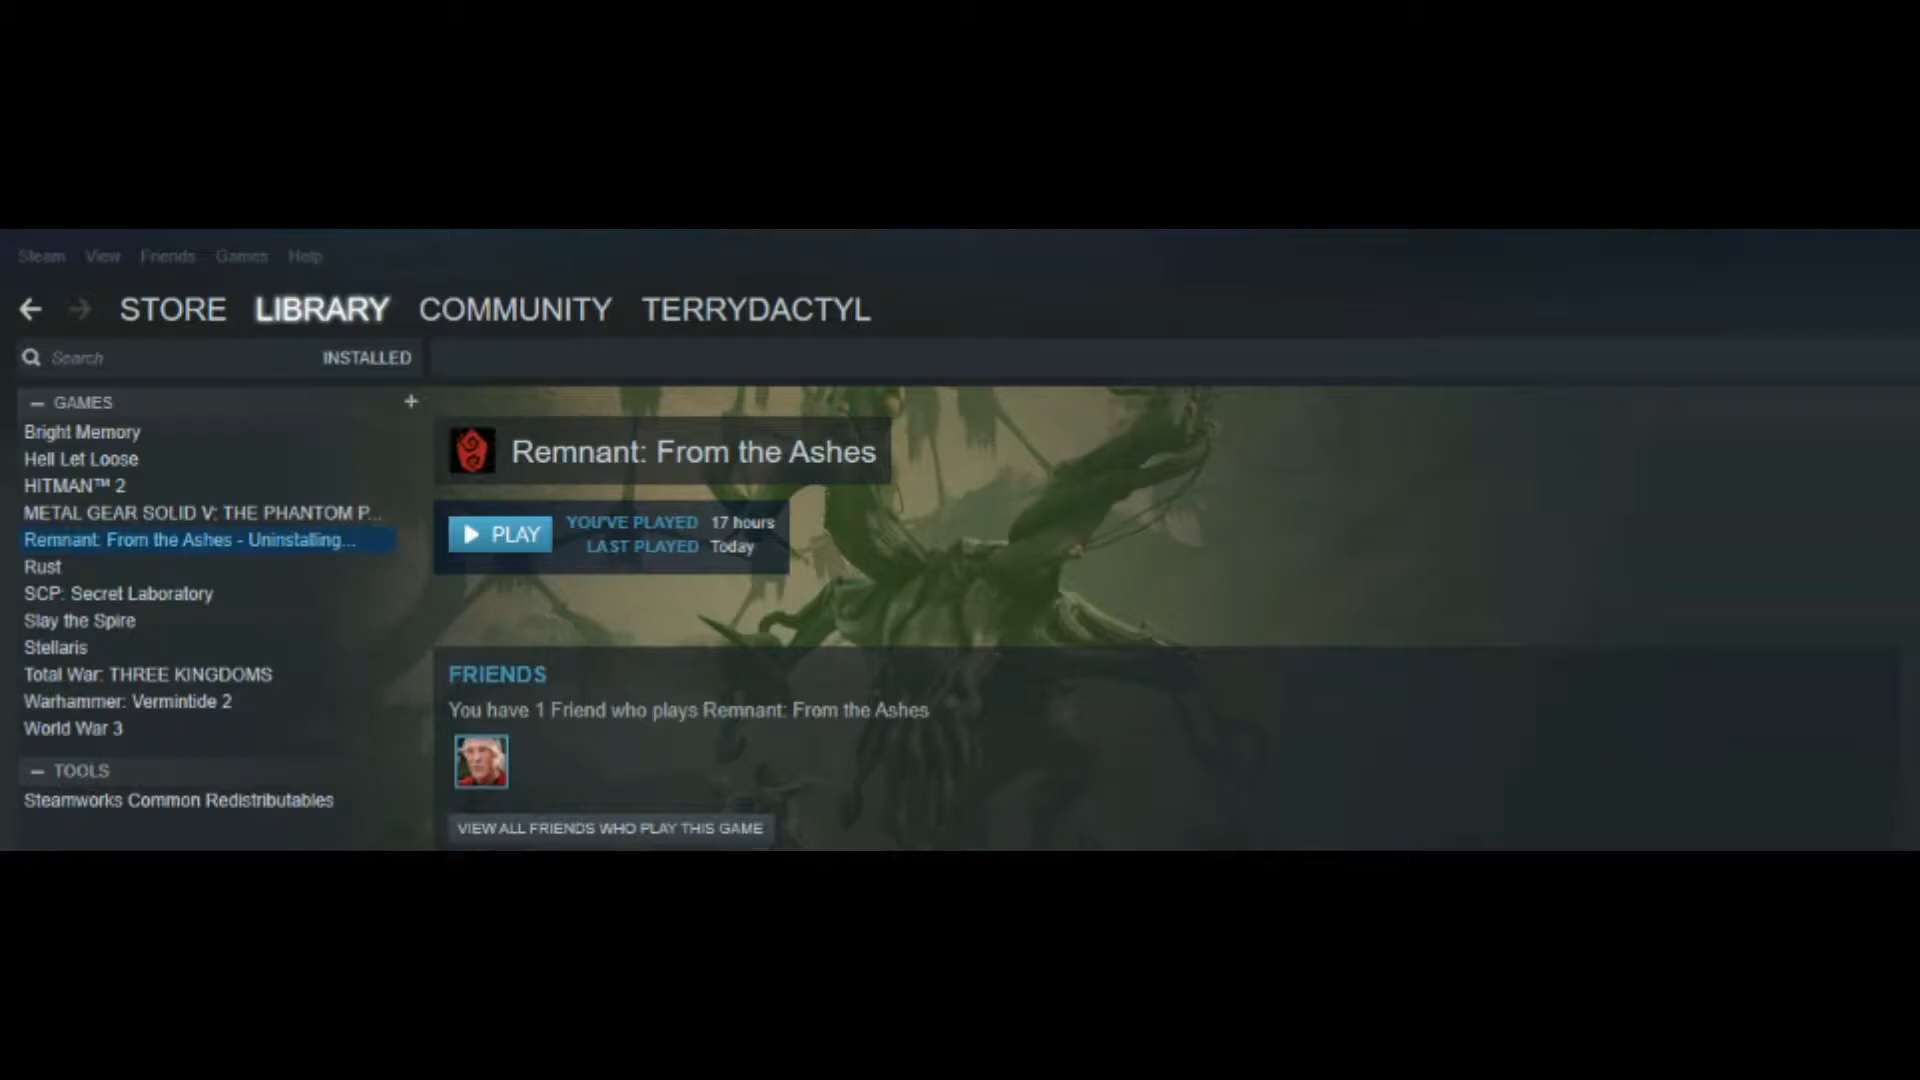 Steam View Friends Games Help
STORE LIBRARY COMMUNITY TERRYDACTYL
Search INSTALLED
— GAMES +
Bright Memory
Hell Let Loose
HITMAN™ 2
METAL GEAR SOLID V: THE PHANTOM P...
Remnant: From the Ashes - Uninstalling...
Rust
SCP: Secret Laboratory
Slay the Spire
Stellaris
Total War: THREE KINGDOMS
Warhammer: Vermintide 2
World War 3
— TOOLS
Steamworks Common Redistributables
Remnant: From the Ashes
PLAY
YOU'VE PLAYED 17 hours
LAST PLAYED Today
FRIENDS
You have 1 Friend who plays Remnant: From the Ashes
VIEW ALL FRIENDS WHO PLAY THIS GAME